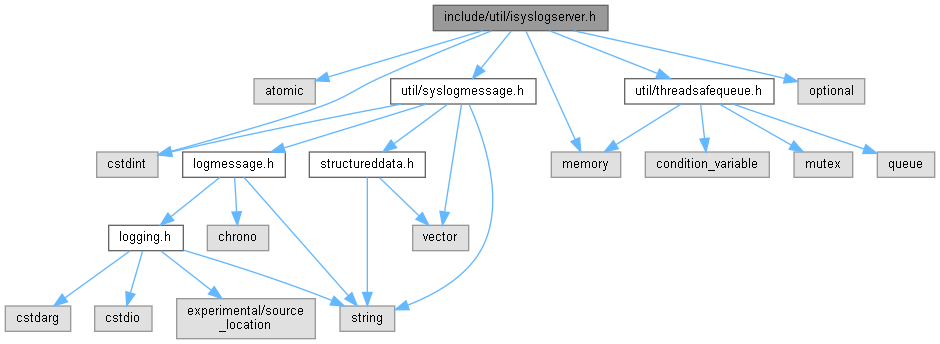 include/util/isyslogserver.h
atomic
util/syslogmessage.h
util/threadsafequeue.h
optional
cstdint
logmessage.h
structureddata.h
memory
condition_variable
mutex
queue
logging.h
chrono
vector
cstdarg
cstdio
experimental/source
_location
string